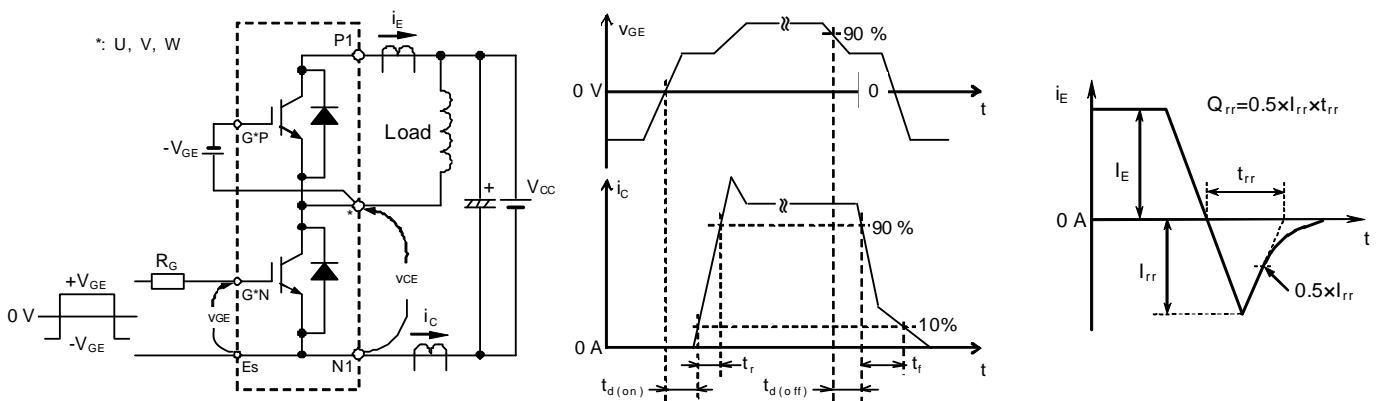 *: U, V, W
P1
iE
G*P
-VGE
Load
+
VCC
*
RG
+VGE
0 V
-VGE
G*N
vGE
vCE
iC
Es
N1
vGE
90 %
0 V
0
t
iC
90 %
10%
0 A
tr
tf
t
td(on)
td(off)
iE
Qrr=0.5×Irr×trr
IE
trr
0 A
t
Irr
0.5×Irr